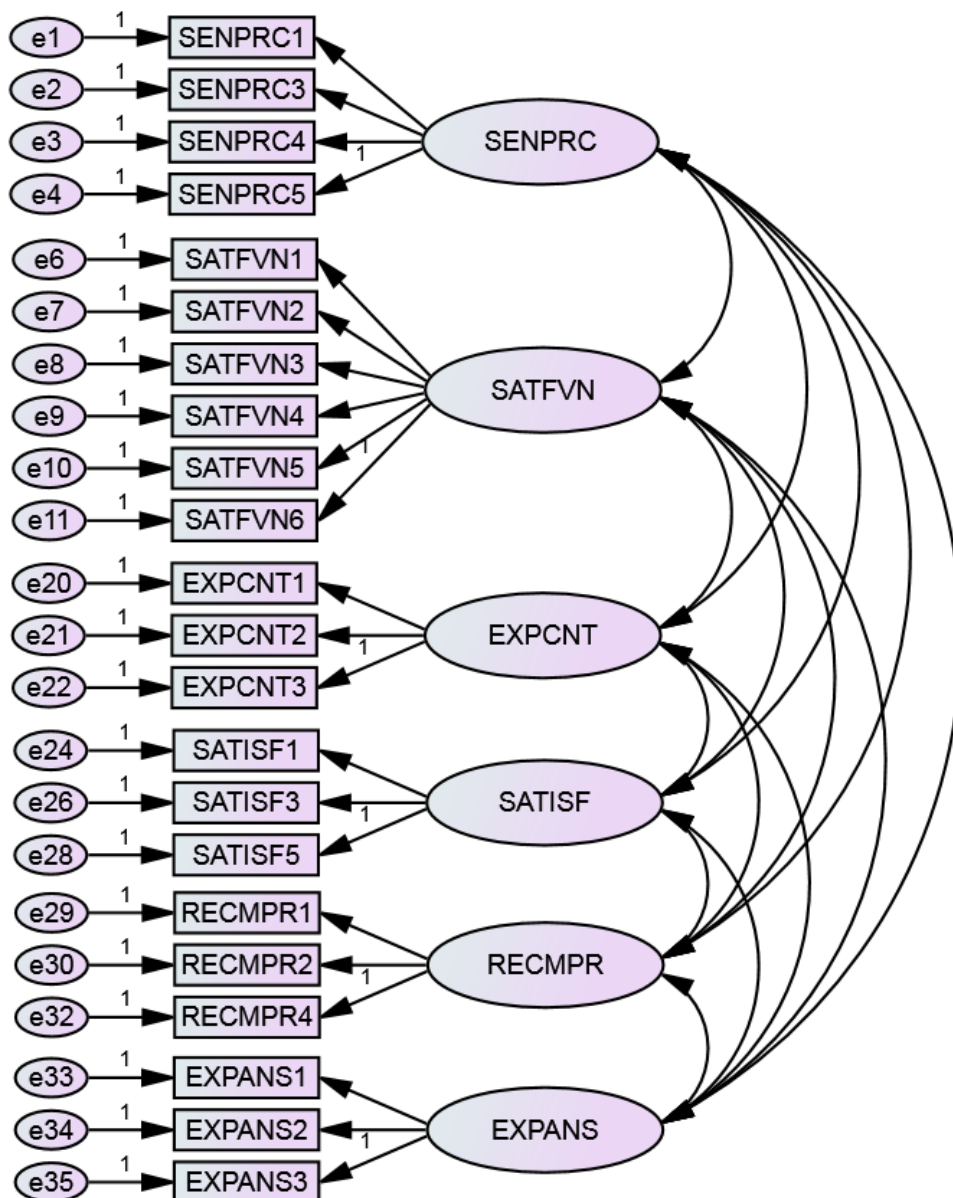 e1 1 SENPRC1
e2 1 SENPRC3
SENPRC
e3 1 SENPRC4
1
e4 1 SENPRC5
e6 1 SATFVN1
e7 1 SATFVN2
e8 1 SATFVN3
SATFVN
e9 1 SATFVN4
1
e10 1 SATFVN5
e11 1 SATFVN6
e20 1 EXPCNT1
e21 1 EXPCNT2 EXPCNT
1
e22 1 EXPCNT3
e24 1 SATISF1
e26 1 SATISF3 SATISF
1
e28 1 SATISF5
e29 1 RECMPR1
e30 1 RECMPR2 RECMPR
1
e32 1 RECMPR4
e33 1 EXPANS1
e34 1 EXPANS2 EXPANS
1
e35 1 EXPANS3